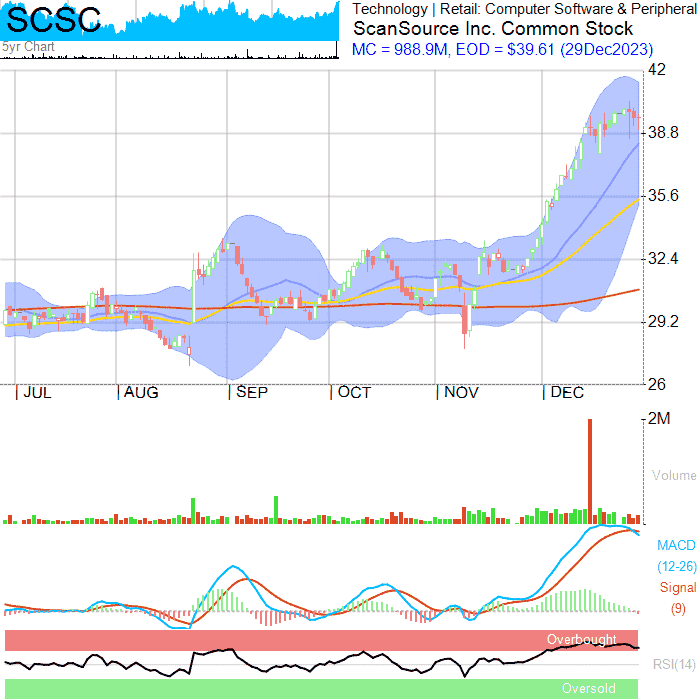 SCSC
5yr Chart
Technology | Retail: Computer Software & Peripheral
ScanSource Inc. Common Stock
MC = 988.9M, EOD = $39.61 (29Dec2023)
42
38.8
35.6
32.4
29.2
26
JUL AUG SEP OCT NOV DEC
2M
Volume
MACD
(12-26)
Signal
(9)
Overbought
RSI(14)
Oversold